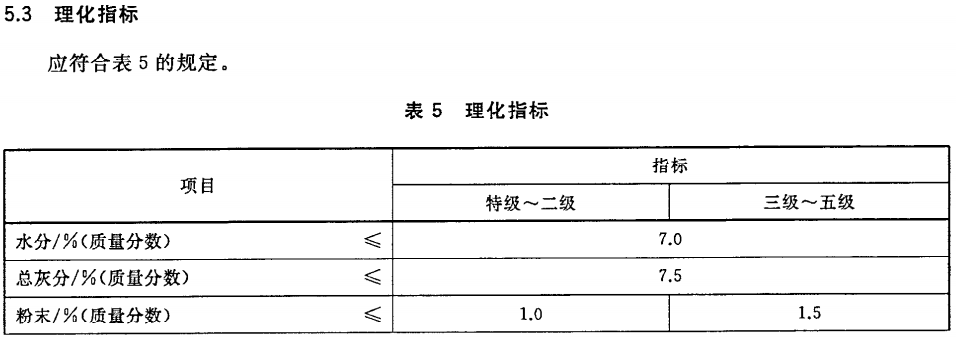 5.3 理化指标
应符合表 5 的规定。
表 5 理化指标
项目
指标
特级～二级 三级～五级
水分/%(质量分数) ≤ 7.0
总灰分/%(质量分数) ≤ 7.5
粉末/%(质量分数) ≤ 1.0 1.5